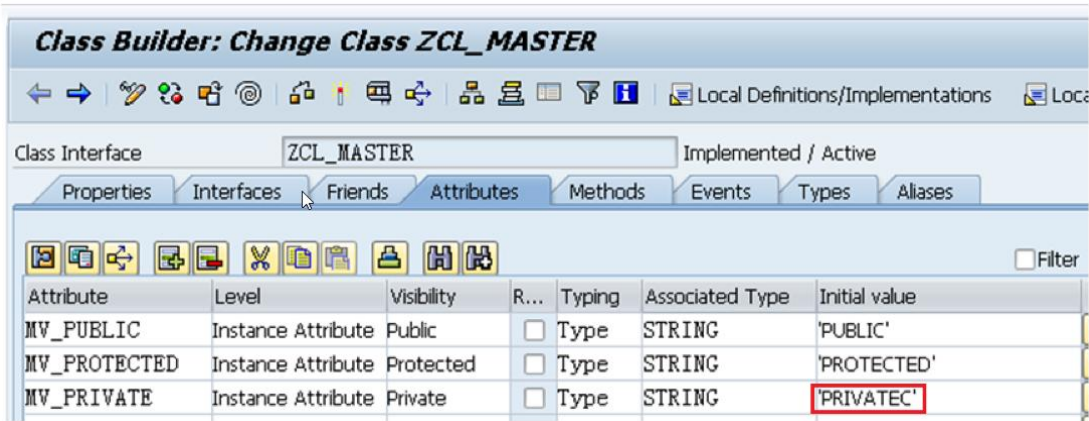 Class Builder: Change Class ZCL_MASTER
Local Definitions/Implementations Loca
Class Interface ZCL_MASTER Implemented / Active
Properties Interfaces Friends Attributes Methods Events Types Aliases
Filter
Attribute Level Visibility R... Typing Associated Type Initial value
MV_PUBLIC Instance Attribute Public Type STRING 'PUBLIC'
MV_PROTECTED Instance Attribute Protected Type STRING 'PROTECTED'
MV_PRIVATE Instance Attribute Private Type STRING 'PRIVATEC'